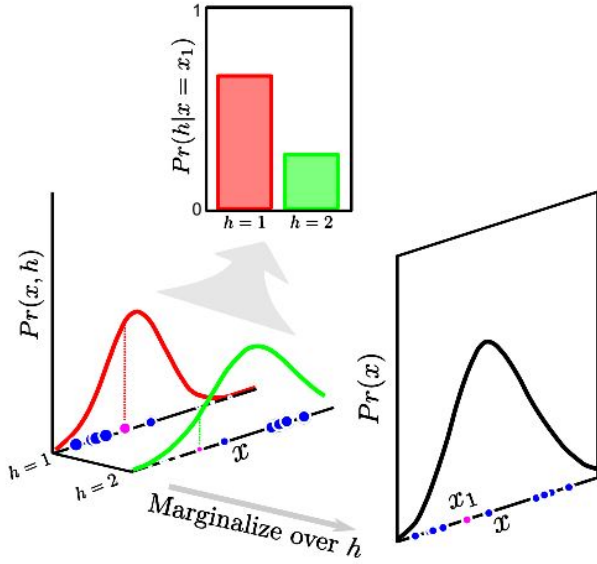 1
Pr(h|x = x₁)
0
h = 1
h = 2
Pr(x, h)
h = 1
h = 2
x
Marginalize over h
Pr(x)
x₁
x